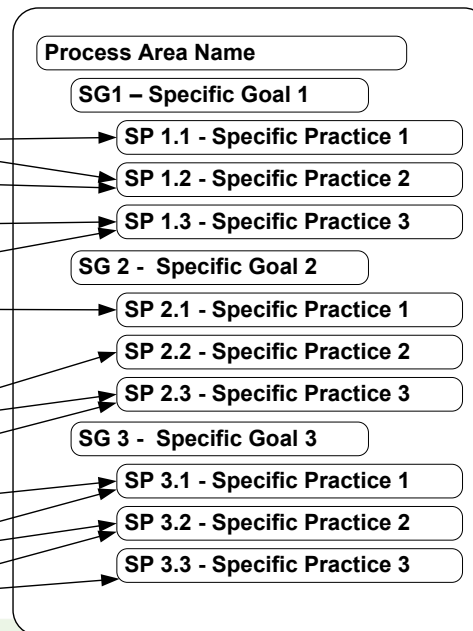 Process Area Name
SG1 – Specific Goal 1
SP 1.1 - Specific Practice 1
SP 1.2 - Specific Practice 2
SP 1.3 - Specific Practice 3
SG 2 - Specific Goal 2
SP 2.1 - Specific Practice 1
SP 2.2 - Specific Practice 2
SP 2.3 - Specific Practice 3
SG 3 - Specific Goal 3
SP 3.1 - Specific Practice 1
SP 3.2 - Specific Practice 2
SP 3.3 - Specific Practice 3